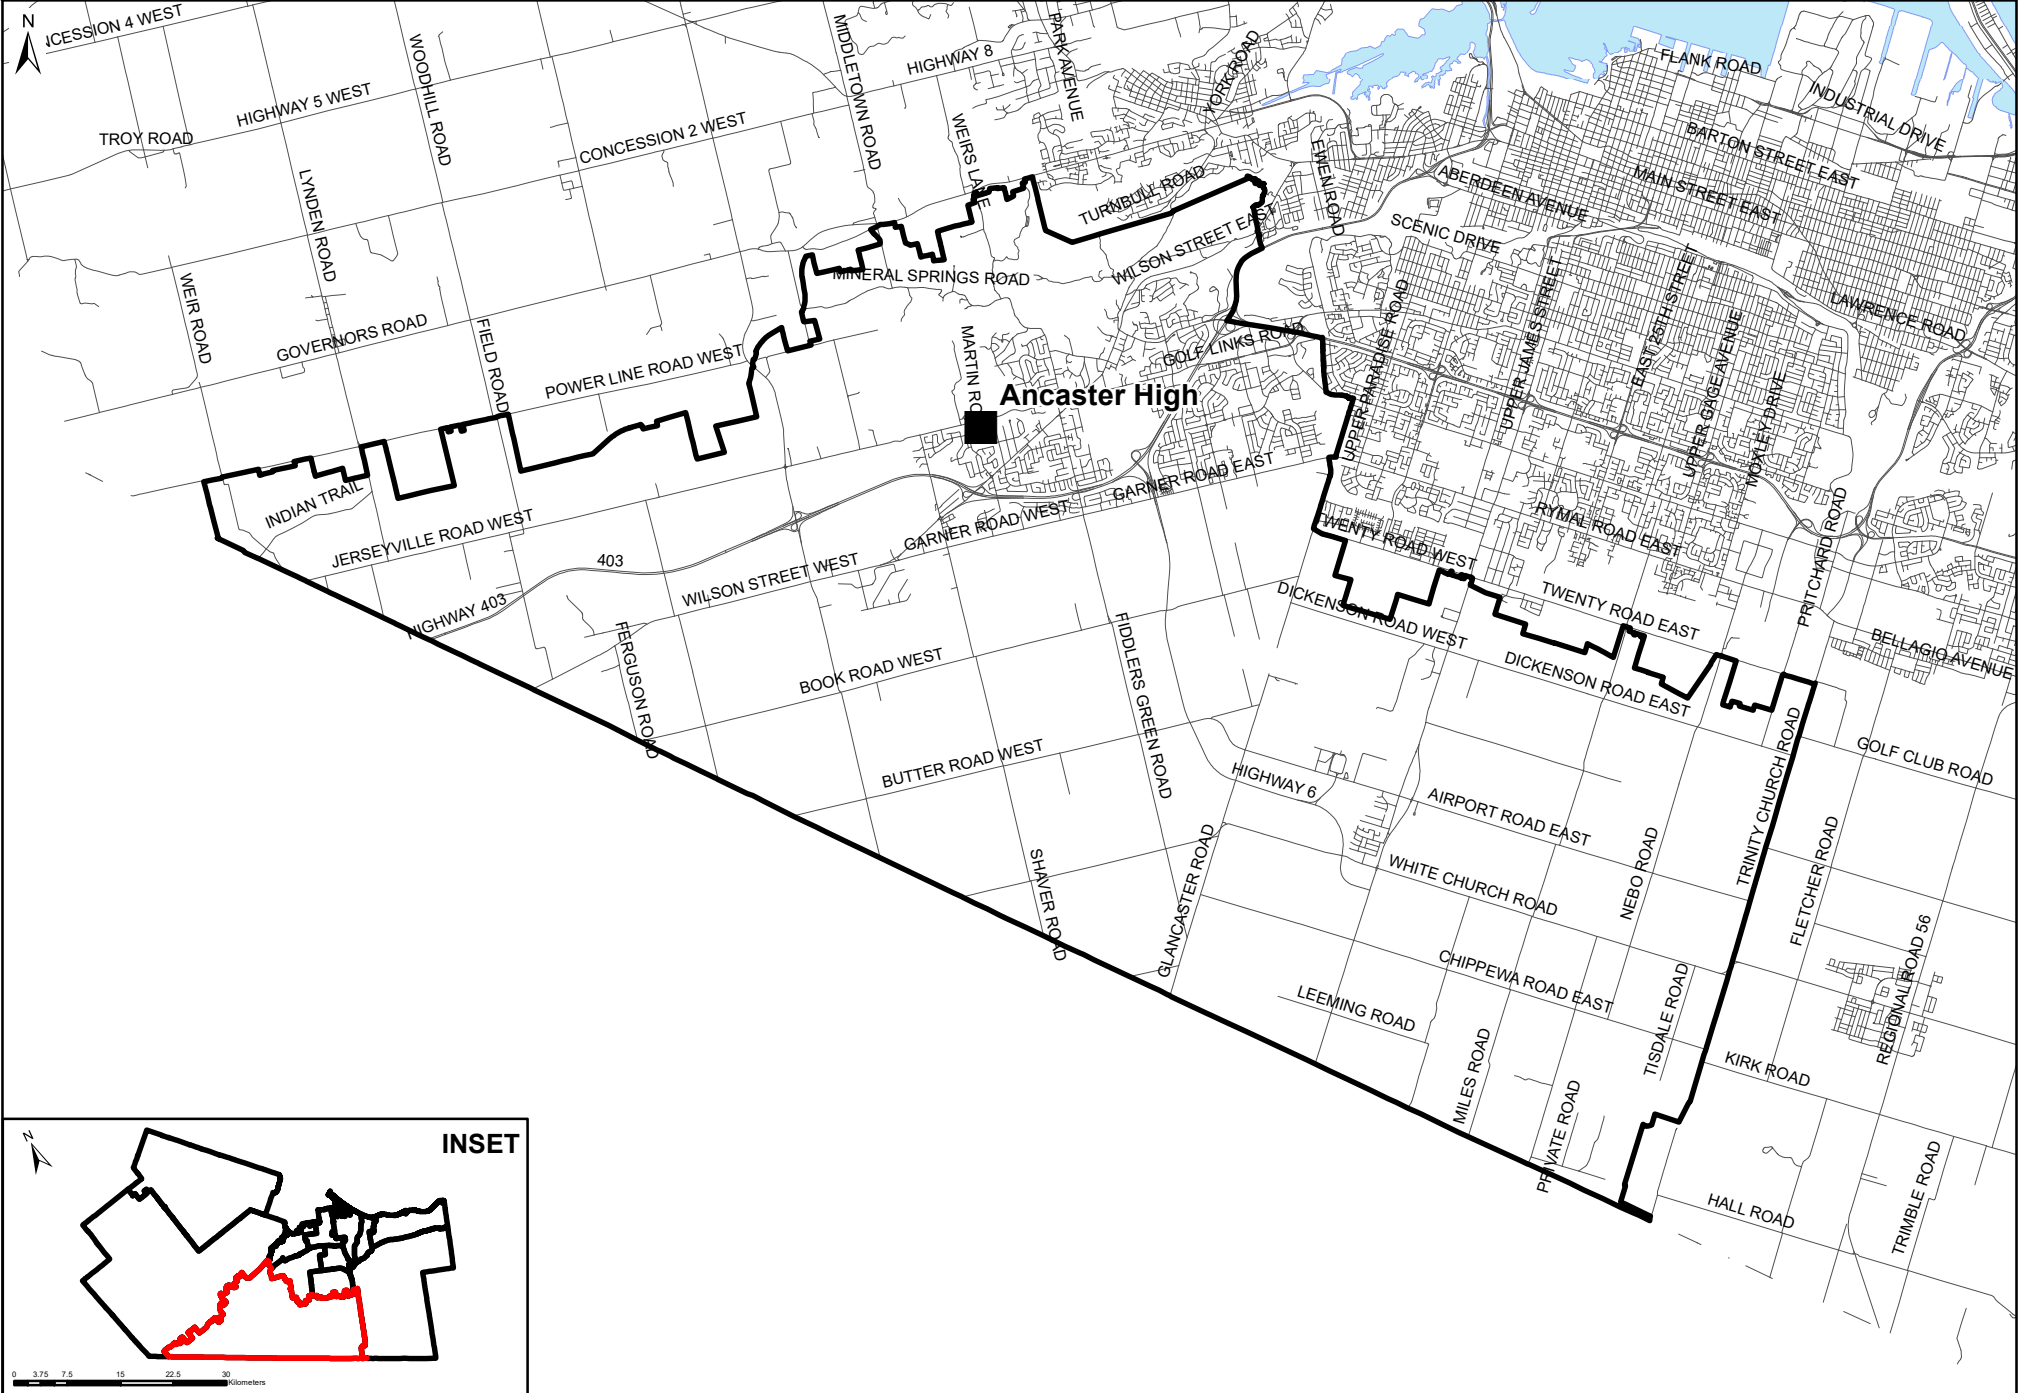 N
NCESSION 4 WEST
WOODHILL ROAD
MIDDLETOWN ROAD
HIGHWAY 8
PARK AVENUE
YORK ROAD
FLANK ROAD
INDUSTRIAL DRIVE
HIGHWAY 5 WEST
TROY ROAD
CONCESSION 2 WEST
WEIRS LANE
EWEN ROAD
BARTON STREET EAST
MAIN STREET EAST
ABERDEEN AVENUE
TURNBULL ROAD
SCENIC DRIVE
LYNDEN ROAD
WILSON STREET EAST
MINERAL SPRINGS ROAD
WEIR ROAD
GOVERNORS ROAD
FIELD ROAD
POWER LINE ROAD WEST
MARTIN RO
GOLF LINKS ROAD
UPPER PARADISE ROAD
UPPER JAMES STREET
EAST 25TH STREET
UPPER GAGE AVENUE
MOXLEY DRIVE
LAWRENCE ROAD
Ancaster High
INDIAN TRAIL
JERSEYVILLE ROAD WEST
GARNER ROAD EAST
GARNER ROAD WEST
403
HIGHWAY 403
WILSON STREET WEST
RYMAL ROAD EAST
WENTY ROAD WEST
TWENTY ROAD EAST
PRITCHARD ROAD
BELLAGIO AVENUE
DICKENSON ROAD WEST
DICKENSON ROAD EAST
FERGUSON ROAD
BOOK ROAD WEST
FIDDLERS GREEN ROAD
BUTTER ROAD WEST
HIGHWAY 6
AIRPORT ROAD EAST
TRINITY CHURCH ROAD
GOLF CLUB ROAD
SHAVER ROAD
GLANCASTER ROAD
WHITE CHURCH ROAD
NEBO ROAD
FLETCHER ROAD
REGIONAL ROAD 56
CHIPPEWA ROAD EAST
LEEMING ROAD
TISDALE ROAD
MILES ROAD
KIRK ROAD
PRIVATE ROAD
HALL ROAD
TRIMBLE ROAD
N
INSET
0 3.75 7.5 15 22.5 30
Kilometers